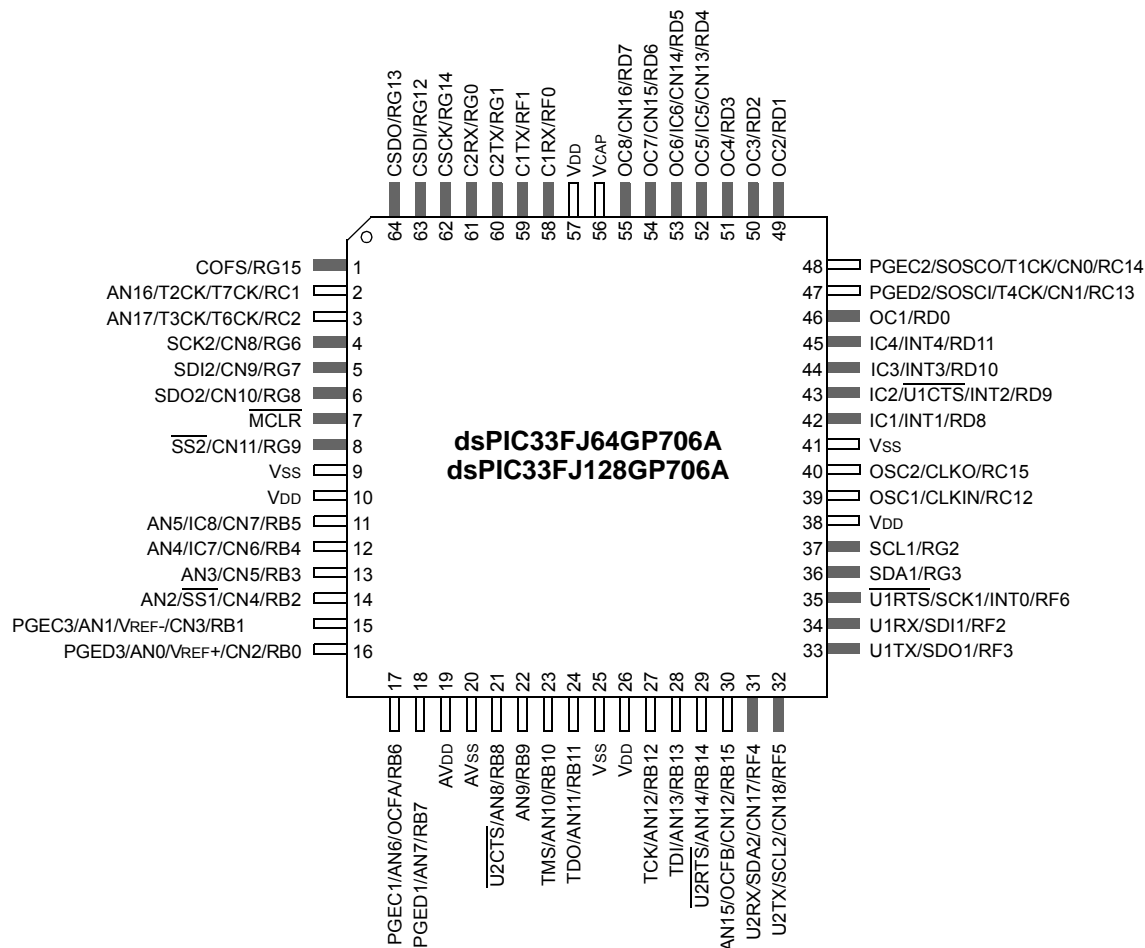 CSDO/RG13
CSDI/RG12
CSCK/RG14
C2RX/RG0
C2TX/RG1
C1TX/RF1
C1RX/RF0
VDD
VCAP
OC8/CN16/RD7
OC7/CN15/RD6
OC6/IC6/CN14/RD5
OC5/IC5/CN13/RD4
OC4/RD3
OC3/RD2
OC2/RD1
64 63 62 61 60 59 58 57 56 55 54 53 52 51 50 49
COFS/RG15 1
AN16/T2CK/T7CK/RC1 2
AN17/T3CK/T6CK/RC2 3
SCK2/CN8/RG6 4
SDI2/CN9/RG7 5
SDO2/CN10/RG8 6
MCLR 7
SS2/CN11/RG9 8
VSS 9
VDD 10
AN5/IC8/CN7/RB5 11
AN4/IC7/CN6/RB4 12
AN3/CN5/RB3 13
AN2/SS1/CN4/RB2 14
PGEC3/AN1/VREF-/CN3/RB1 15
PGED3/AN0/VREF+/CN2/RB0 16
dsPIC33FJ64GP706A
dsPIC33FJ128GP706A
48 PGEC2/SOSCO/T1CK/CN0/RC14
47 PGED2/SOSCI/T4CK/CN1/RC13
46 OC1/RD0
45 IC4/INT4/RD11
44 IC3/INT3/RD10
43 IC2/U1CTS/INT2/RD9
42 IC1/INT1/RD8
41 VSS
40 OSC2/CLKO/RC15
39 OSC1/CLKIN/RC12
38 VDD
37 SCL1/RG2
36 SDA1/RG3
35 U1RTS/SCK1/INT0/RF6
34 U1RX/SDI1/RF2
33 U1TX/SDO1/RF3
17 18 19 20 21 22 23 24 25 26 27 28 29 30 31 32
PGEC1/AN6/OCFA/RB6
PGED1/AN7/RB7
AVDD
AVSS
U2CTS/AN8/RB8
AN9/RB9
TMS/AN10/RB10
TDO/AN11/RB11
VSS
VDD
TCK/AN12/RB12
TDI/AN13/RB13
U2RTS/AN14/RB14
AN15/OCFB/CN12/RB15
U2RX/SDA2/CN17/RF4
U2TX/SCL2/CN18/RF5